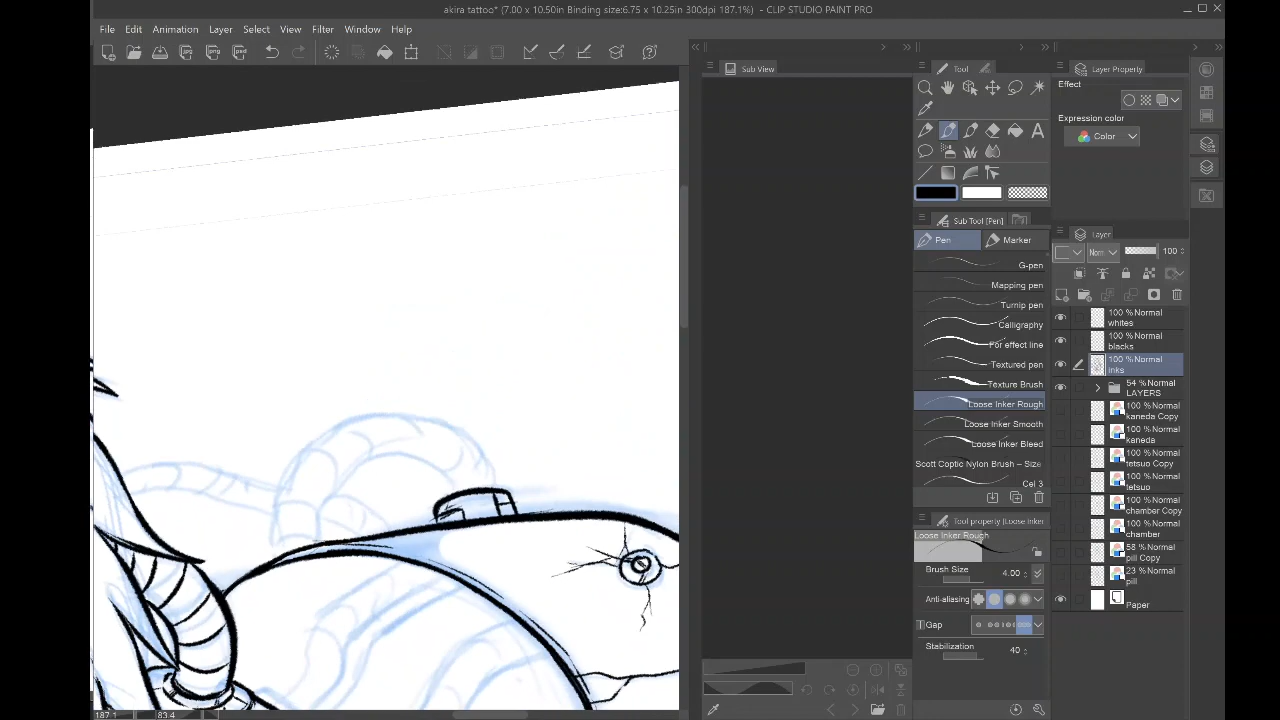 akira tattoo* (7.00 x 10.50in Binding size:6.75 x 10.25in 300dpi 187.1%) - CLIP STUDIO PAINT PRO
File Edit Animation Layer Select View Filter Window Help
Sub View
Tool
Layer Property
Effect
Expression color
Color
Sub Tool [Pen]
Pen
Marker
G-pen
Mapping pen
Turnip pen
Calligraphy
For effect line
Textured pen
Texture Brush
Loose Inker Rough
Loose Inker Smooth
Loose Inker Bleed
Scott Coptic Nylon Brush – Size
Cel 3
Tool property [Loose Inker
Loose Inker Rough
Brush Size 4.00
Anti-aliasing
Gap
Stabilization 40
Layer
Norm 100
100 %Normal
whites
100 %Normal
blacks
100 %Normal
inks
54 %Normal
LAYERS
100 %Normal
kaneda Copy
100 %Normal
kaneda
100 %Normal
tetsuo Copy
100 %Normal
tetsuo
100 %Normal
chamber Copy
100 %Normal
chamber
58 %Normal
pill Copy
23 %Normal
pill
Paper
187.1
83.4